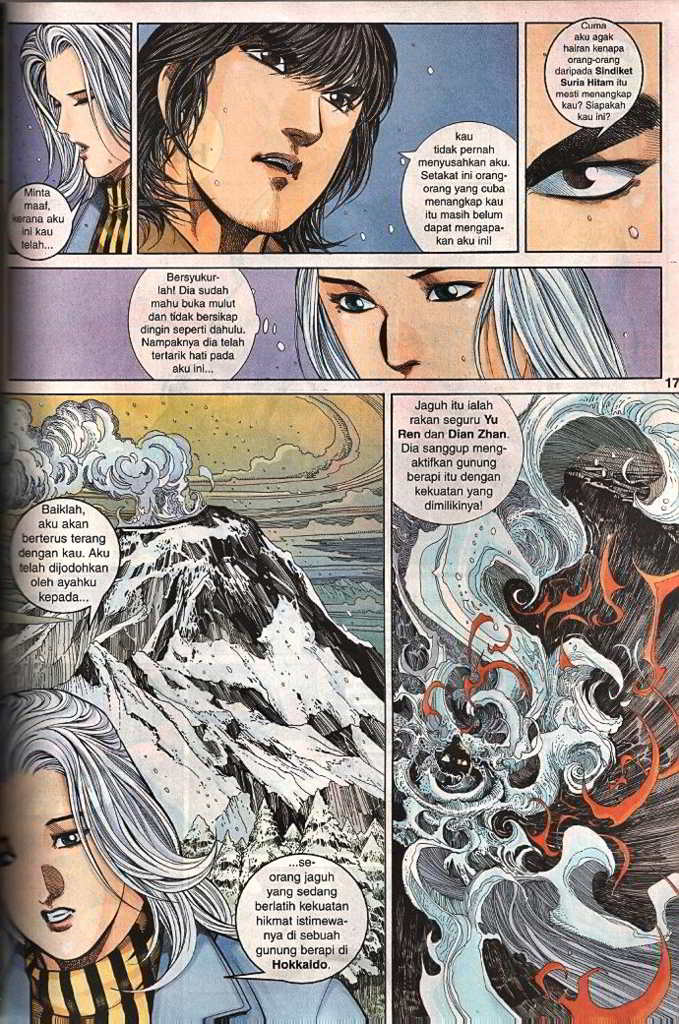 Minta
maaf,
kerana aku
ini kau
telah...
kau
tidak pernah
menyusahkan aku.
Setakat ini orang-
orang yang cuba
menangkap kau
itu masih belum
dapat mengapa-
kan aku ini!
Cuma
aku agak
hairan kenapa
orang-orang
daripada Sindiket
Suria Hitam itu
mesti menangkap
kau? Siapakah
kau ini?
Bersyukur-
lah! Dia sudah
mahu buka mulut
dan tidak bersikap
dingin seperti dahulu.
Nampaknya dia telah
tertarik hati pada
aku ini...
17
Baiklah,
aku akan
berterus terang
dengan kau. Aku
telah dijodohkan
oleh ayahku
kepada...
...se-
orang jaguh
yang sedang
berlatih kekuatan
hikmat istimewa-
nya di sebuah
gunung berapi di
Hokkaido.
Jaguh itu ialah
rakan seguru Yu
Ren dan Dian Zhan.
Dia sanggup meng-
aktifkan gunung
berapi itu dengan
kekuatan yang
dimilikinya!